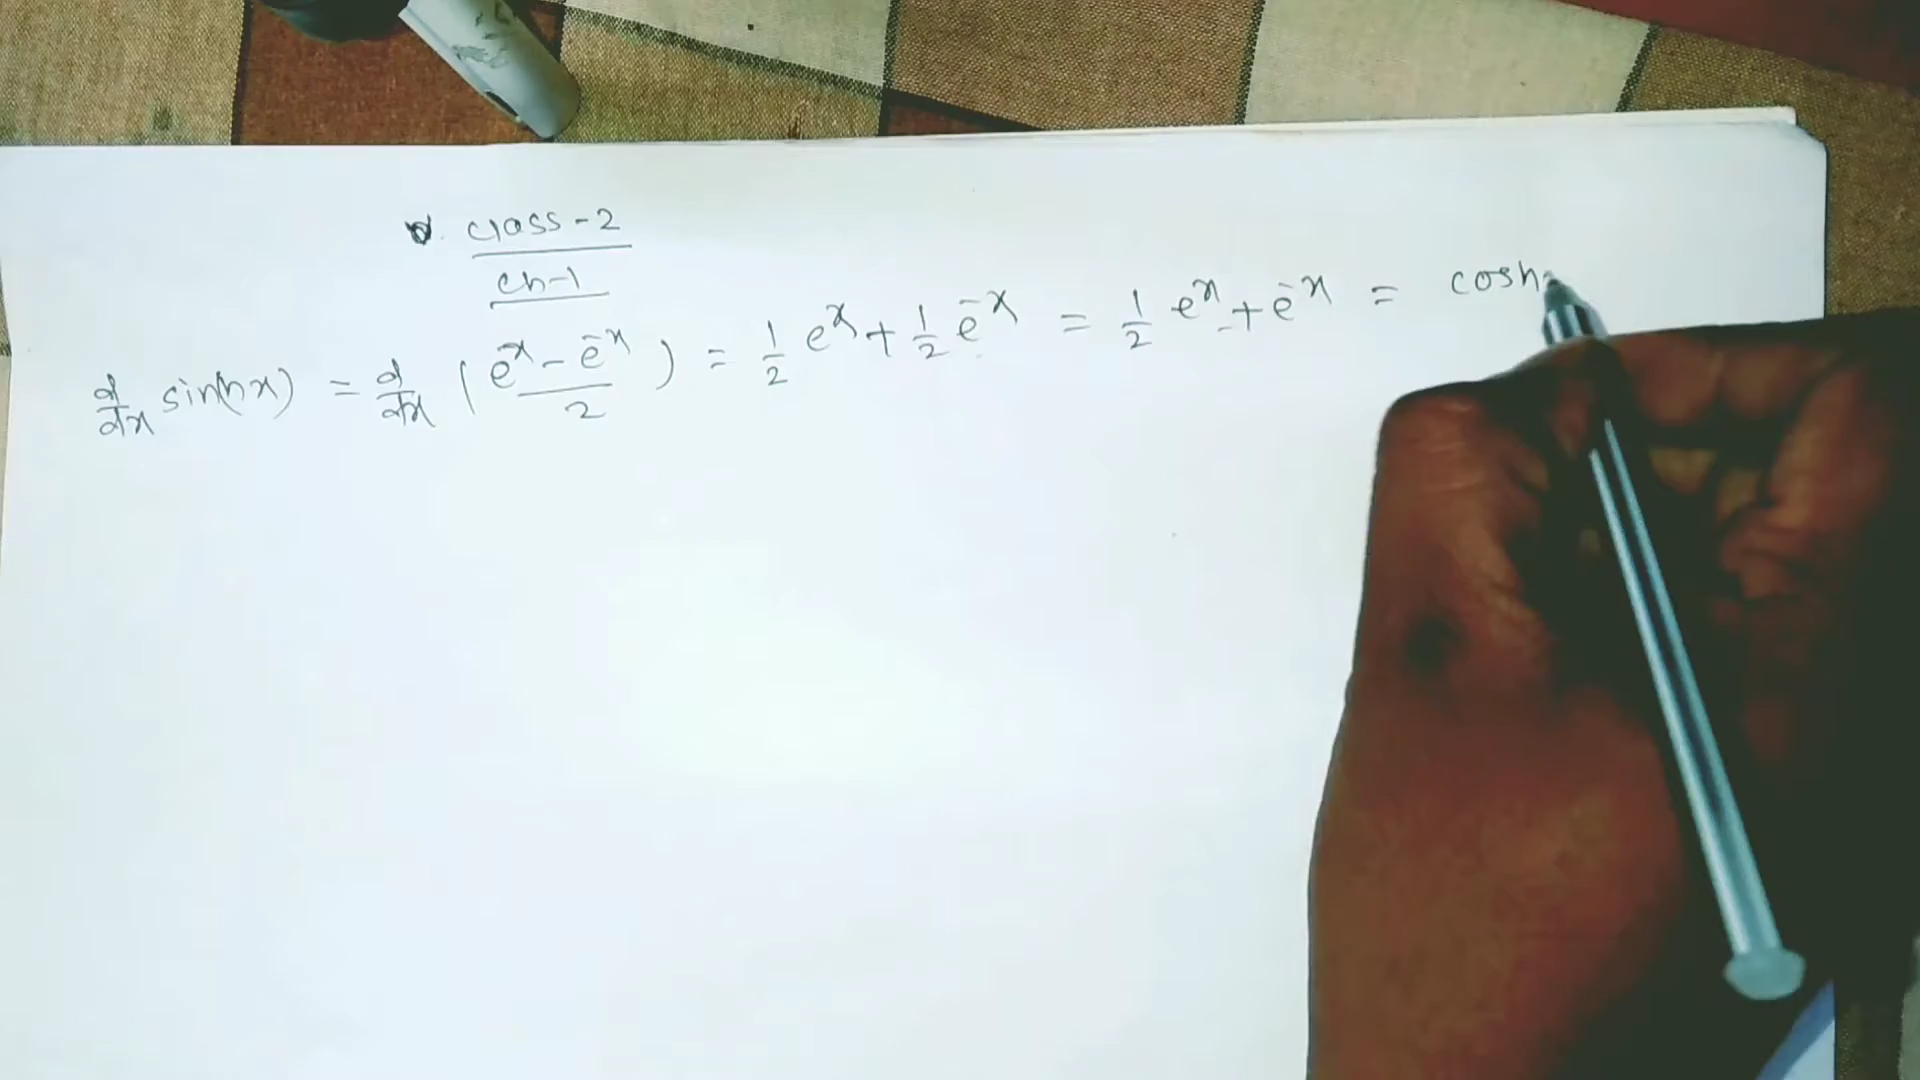 class-2
ch-1
d/dx sin(hx) = d/dx (e^x - e^-x / 2) = 1/2 e^x + 1/2 e^-x = 1/2 e^x + e^-x = cosh